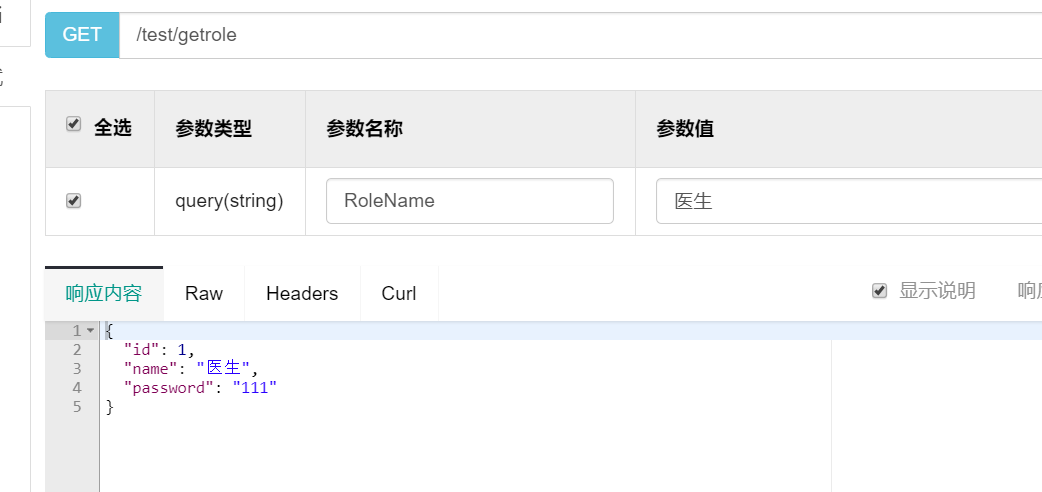 GET /test/getrole
全选 参数类型 参数名称 参数值
query(string) RoleName 医生
响应内容 Raw Headers Curl 显示说明 响
1 {
2 "id": 1,
3 "name": "医生",
4 "password": "111"
5 }